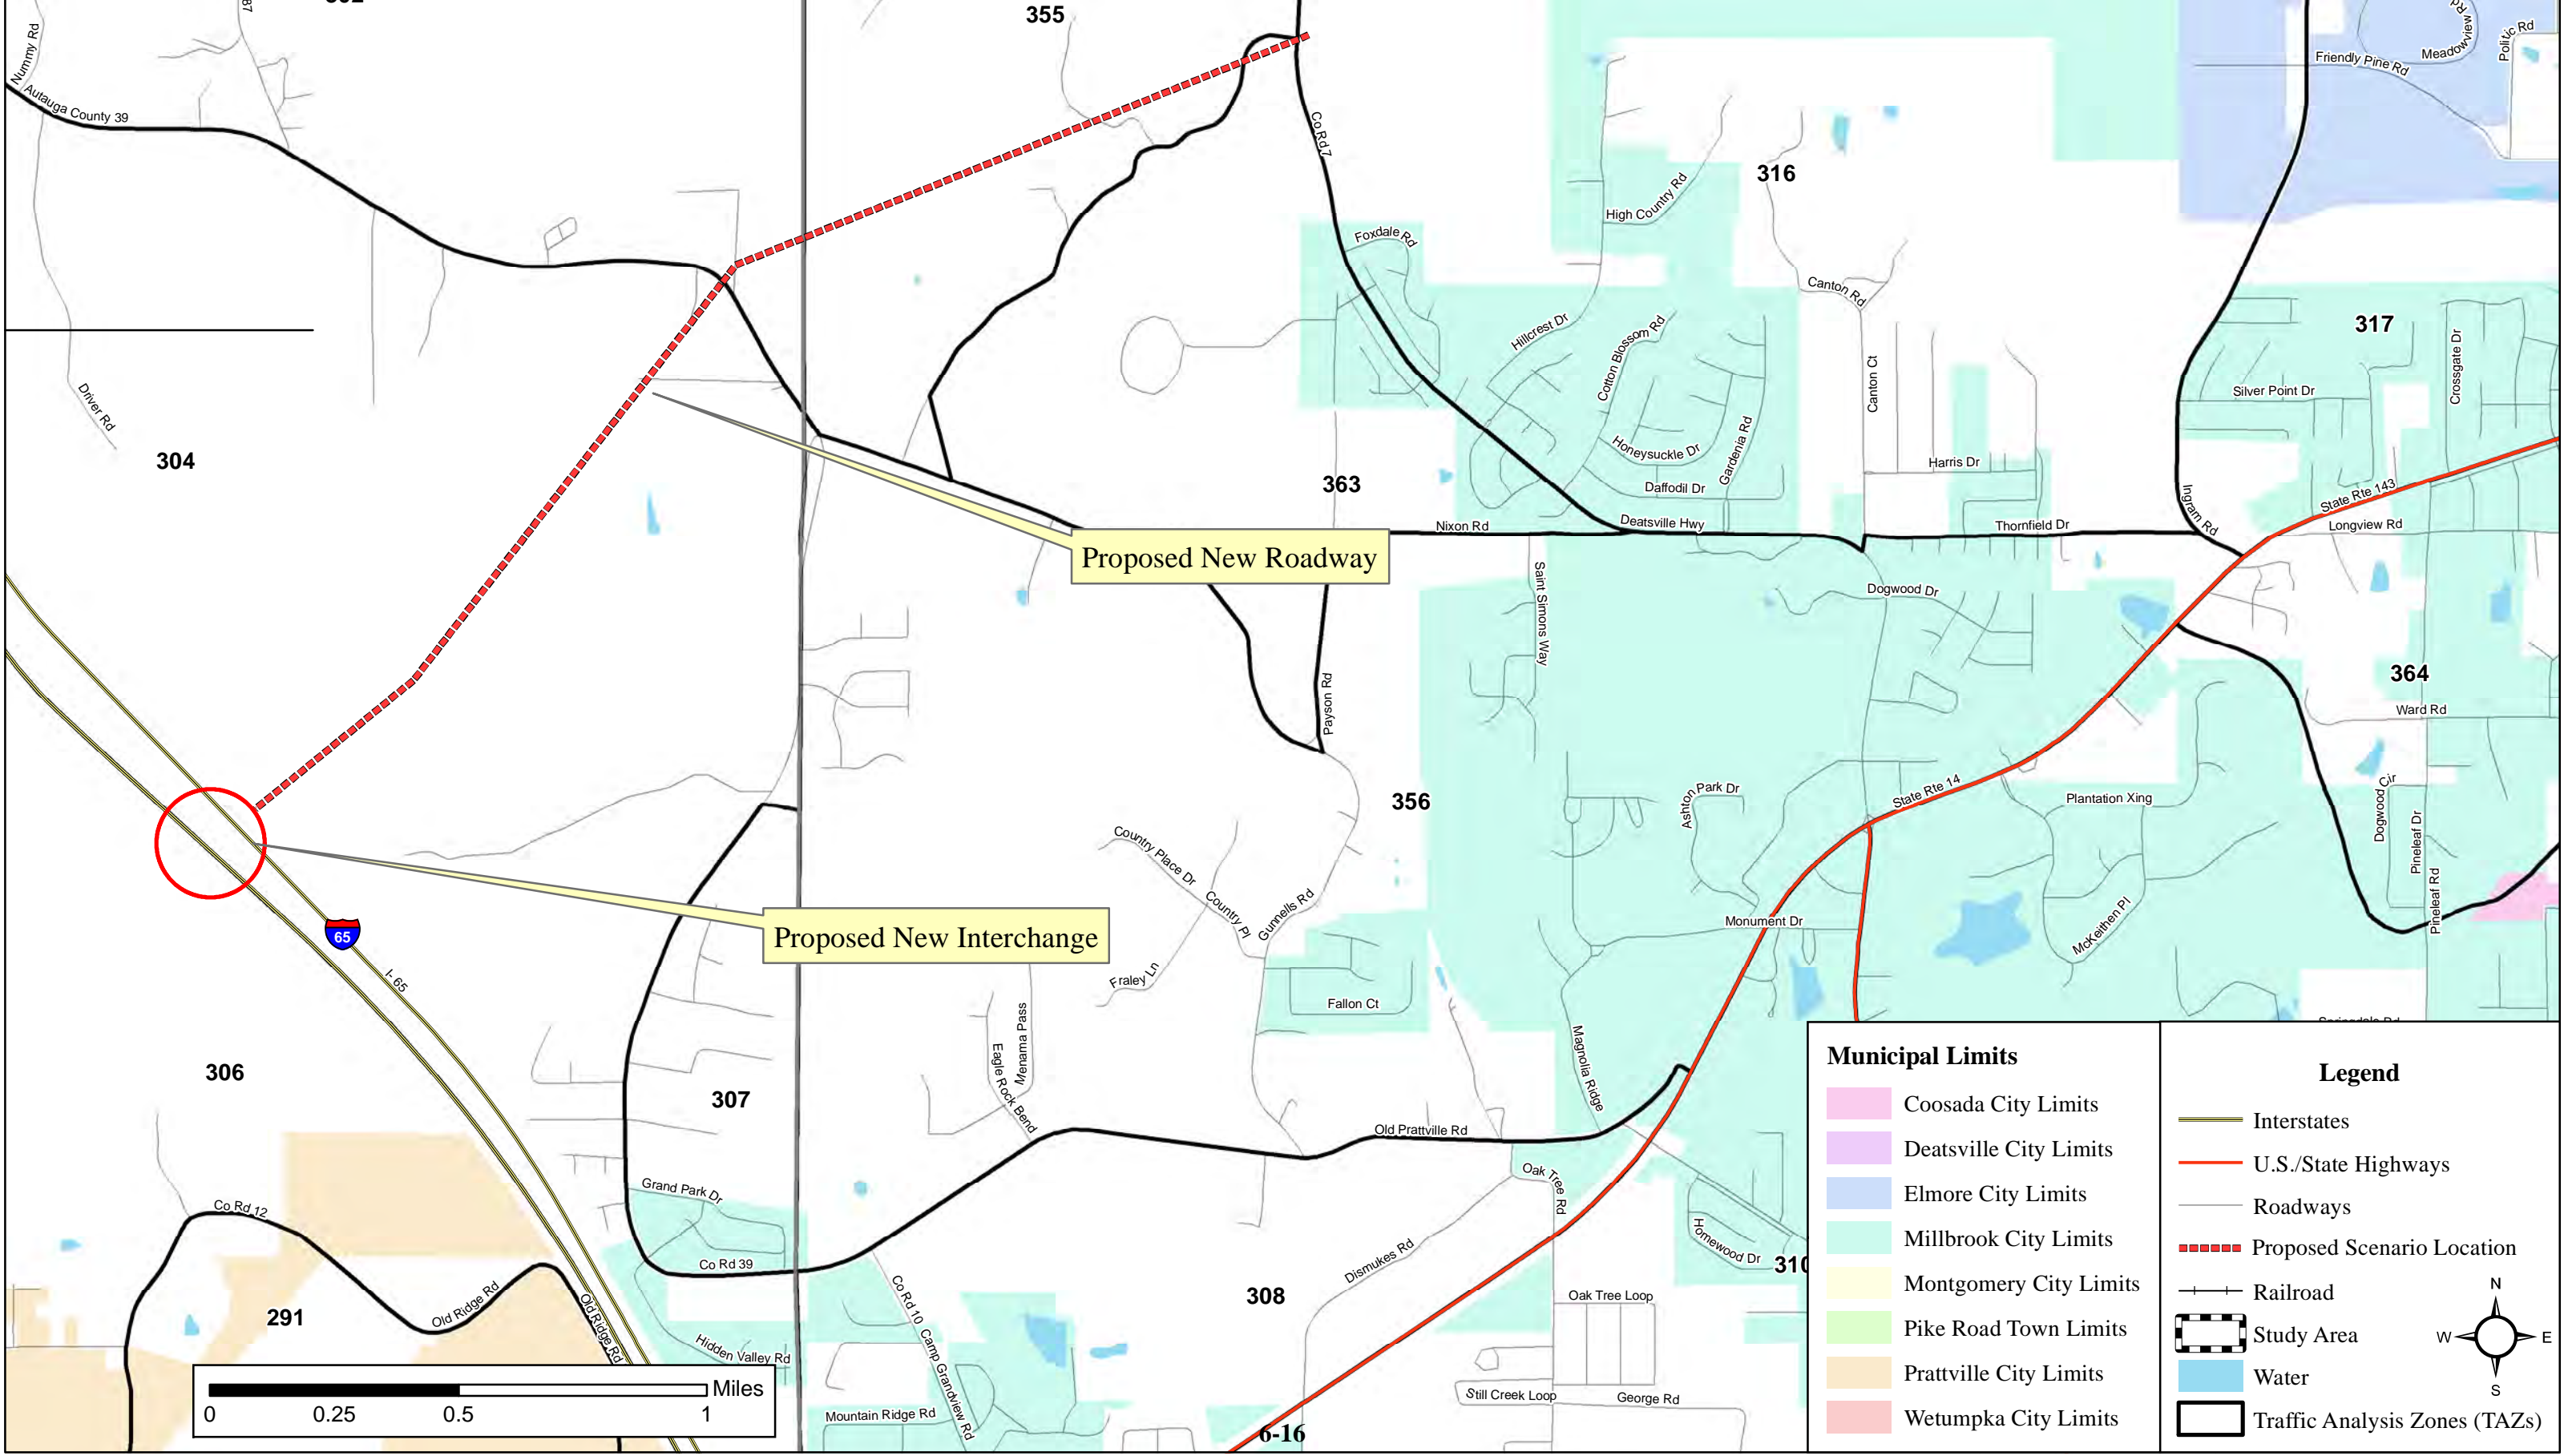 355
Nummy Rd
87
Autauga County 39
Co Rd 7
316
High Country Rd
Friendly Pine Rd
Meadowview Rd
Politic Rd
Foxdale Rd
Canton Rd
Hillcrest Dr
Cotton Blossom Rd
317
Crossgate Dr
Silver Point Dr
Canton Ct
Driver Rd
304
363
Honeysuckle Dr
Gardenia Rd
Daffodil Dr
Harris Dr
Nixon Rd
Deatsville Hwy
Thornfield Dr
Ingram Rd
State Rte 143
Longview Rd
Proposed New Roadway
Saint Simons Way
Dogwood Dr
Payson Rd
364
Ward Rd
356
Ashton Park Dr
State Rte 14
Plantation Xing
Dogwood Cir
Pineleaf Dr
Pineleaf Rd
Country Place Dr
Country Pl
Gunnells Rd
Monument Dr
McKeithen Pl
Proposed New Interchange
65
I- 65
Fraley Ln
Fallon Ct
Menama Pass
Eagle Rock Bend
Magnolia Ridge
306
307
Old Prattville Rd
Grand Park Dr
Co Rd 12
Oak Tree Rd
Homewood Dr
310
Co Rd 39
Dismukes Rd
308
Oak Tree Loop
291
Old Ridge Rd
Old Ridge Rd
Hidden Valley Rd
Co Rd 10
Camp Grandview Rd
Mountain Ridge Rd
Still Creek Loop
George Rd
6-16
Miles
0 0.25 0.5 1
Municipal Limits
Coosada City Limits
Deatsville City Limits
Elmore City Limits
Millbrook City Limits
Montgomery City Limits
Pike Road Town Limits
Prattville City Limits
Wetumpka City Limits
Legend
Interstates
U.S./State Highways
Roadways
Proposed Scenario Location
Railroad
Study Area
Water
Traffic Analysis Zones (TAZs)
N
W E
S